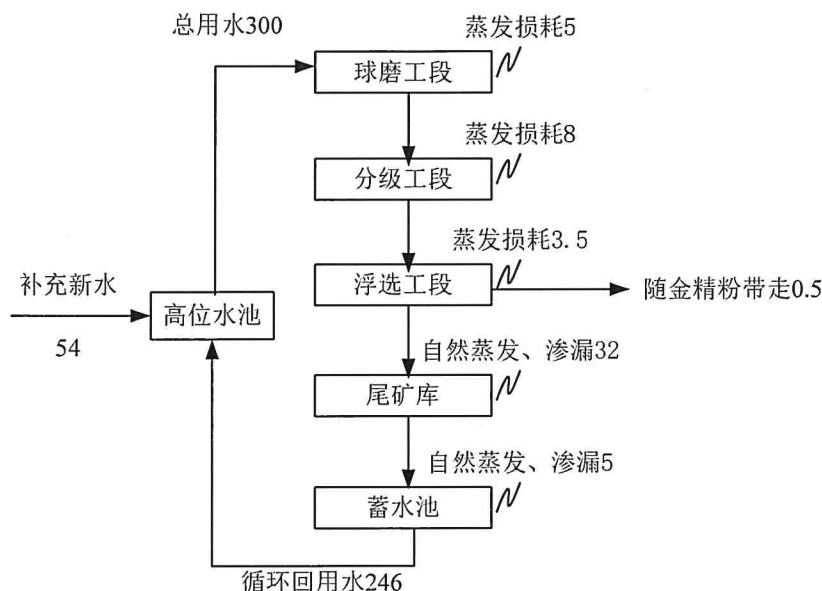 总用水300
蒸发损耗5
球磨工段
蒸发损耗8
分级工段
蒸发损耗3.5
补充新水
高位水池
浮选工段
随金精粉带走0.5
54
自然蒸发、渗漏32
尾矿库
自然蒸发、渗漏5
蓄水池
循环回用水246